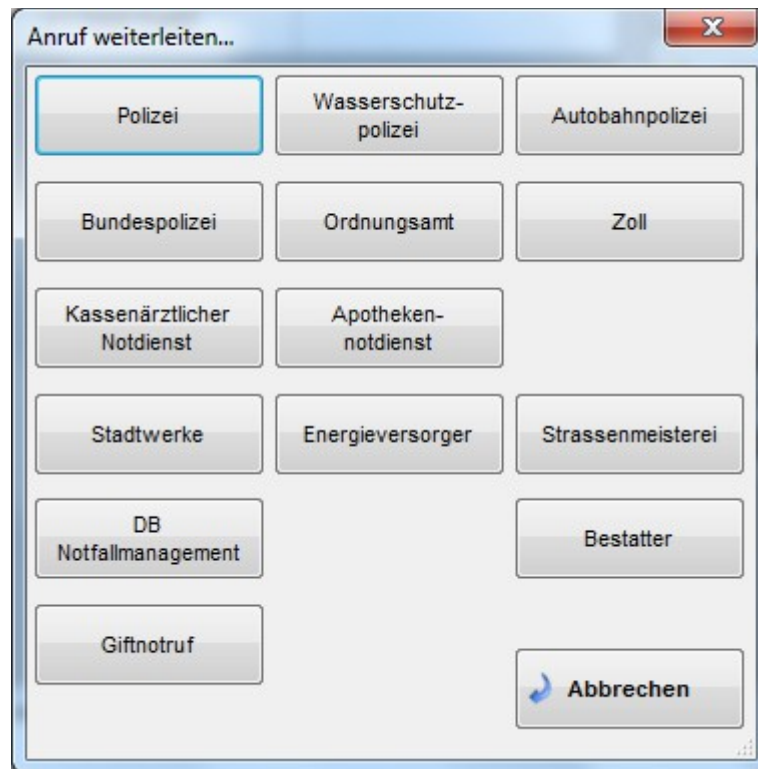 Anruf weiterleiten...
Polizei
Wasserschutz-
polizei
Autobahnpolizei
Bundespolizei
Ordnungsamt
Zoll
Kassenärztlicher
Notdienst
Apotheken-
notdienst
Stadtwerke
Energieversorger
Strassenmeisterei
DB
Notfallmanagement
Bestatter
Giftnotruf
Abbrechen